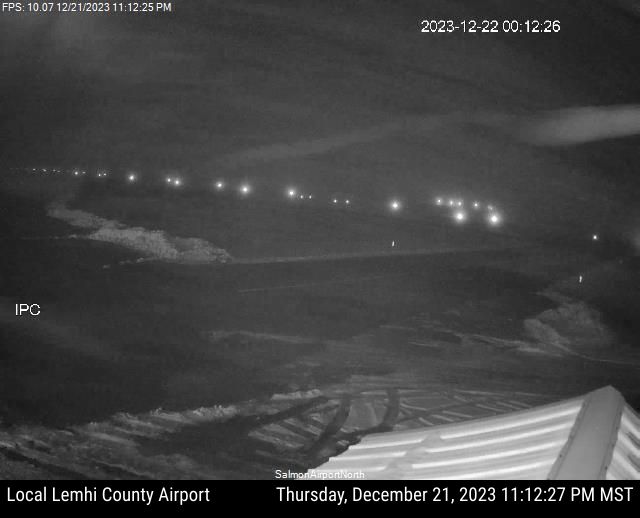 FPS: 10.07 12/21/2023 11:12:25 PM
2023-12-22 00:12:26
IPC
SalmonAirportNorth
Local Lemhi County Airport Thursday, December 21, 2023 11:12:27 PM MST